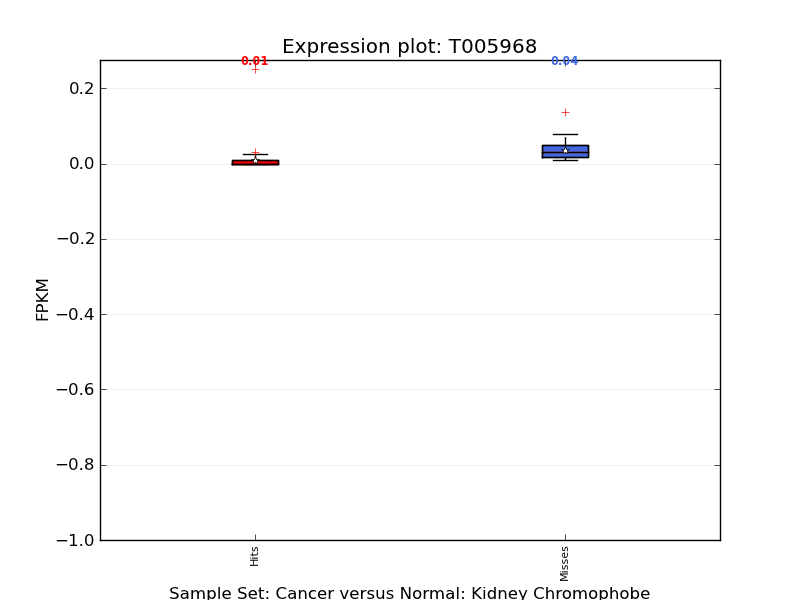 Expression plot: T005968
0.01
0.04
0.2
0.0
−0.2
−0.4
−0.6
−0.8
−1.0
FPKM
Hits
Misses
Sample Set: Cancer versus Normal: Kidney Chromophobe